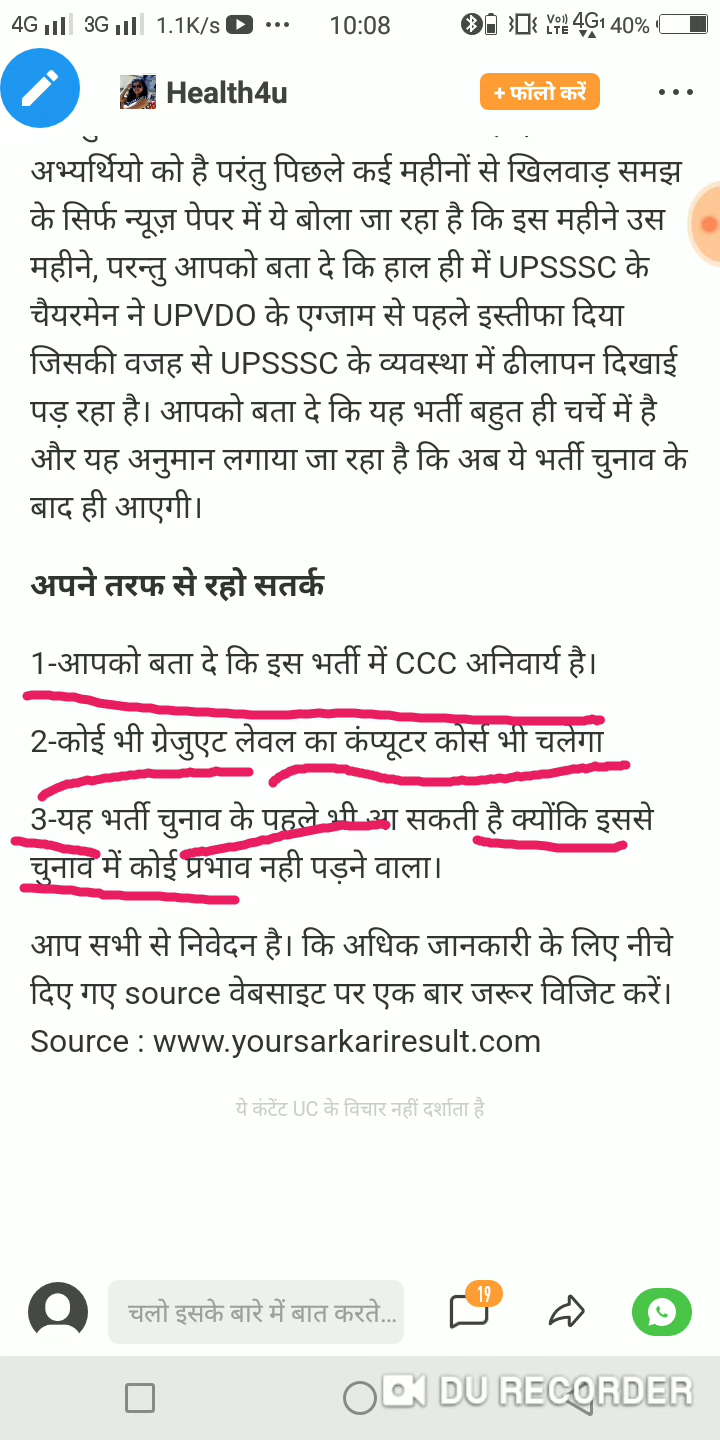 4G 3G 1.1K/s 10:08 VoLTE 4G 1 40%
Health4u + फॉलो करें
अभ्यर्थियो को है परंतु पिछले कई महीनों से खिलवाड़ समझ
के सिर्फ न्यूज़ पेपर में ये बोला जा रहा है कि इस महीने उस
महीने, परन्तु आपको बता दे कि हाल ही में UPSSSC के
चैयरमेन ने UPVDO के एग्जाम से पहले इस्तीफा दिया
जिसकी वजह से UPSSSC के व्यवस्था में ढीलापन दिखाई
पड़ रहा है। आपको बता दे कि यह भर्ती बहुत ही चर्चे में है
और यह अनुमान लगाया जा रहा है कि अब ये भर्ती चुनाव के
बाद ही आएगी।
अपने तरफ से रहो सतर्क
1-आपको बता दे कि इस भर्ती में CCC अनिवार्य है।
2-कोई भी ग्रेजुएट लेवल का कंप्यूटर कोर्स भी चलेगा
3-यह भर्ती चुनाव के पहले भी आ सकती है क्योंकि इससे
चुनाव में कोई प्रभाव नही पड़ने वाला।
आप सभी से निवेदन है। कि अधिक जानकारी के लिए नीचे
दिए गए source वेबसाइट पर एक बार जरूर विजिट करें।
Source : www.yoursarkariresult.com
ये कंटेंट UC के विचार नहीं दर्शाता है
चलो इसके बारे में बात करते... 19
DU RECORDER